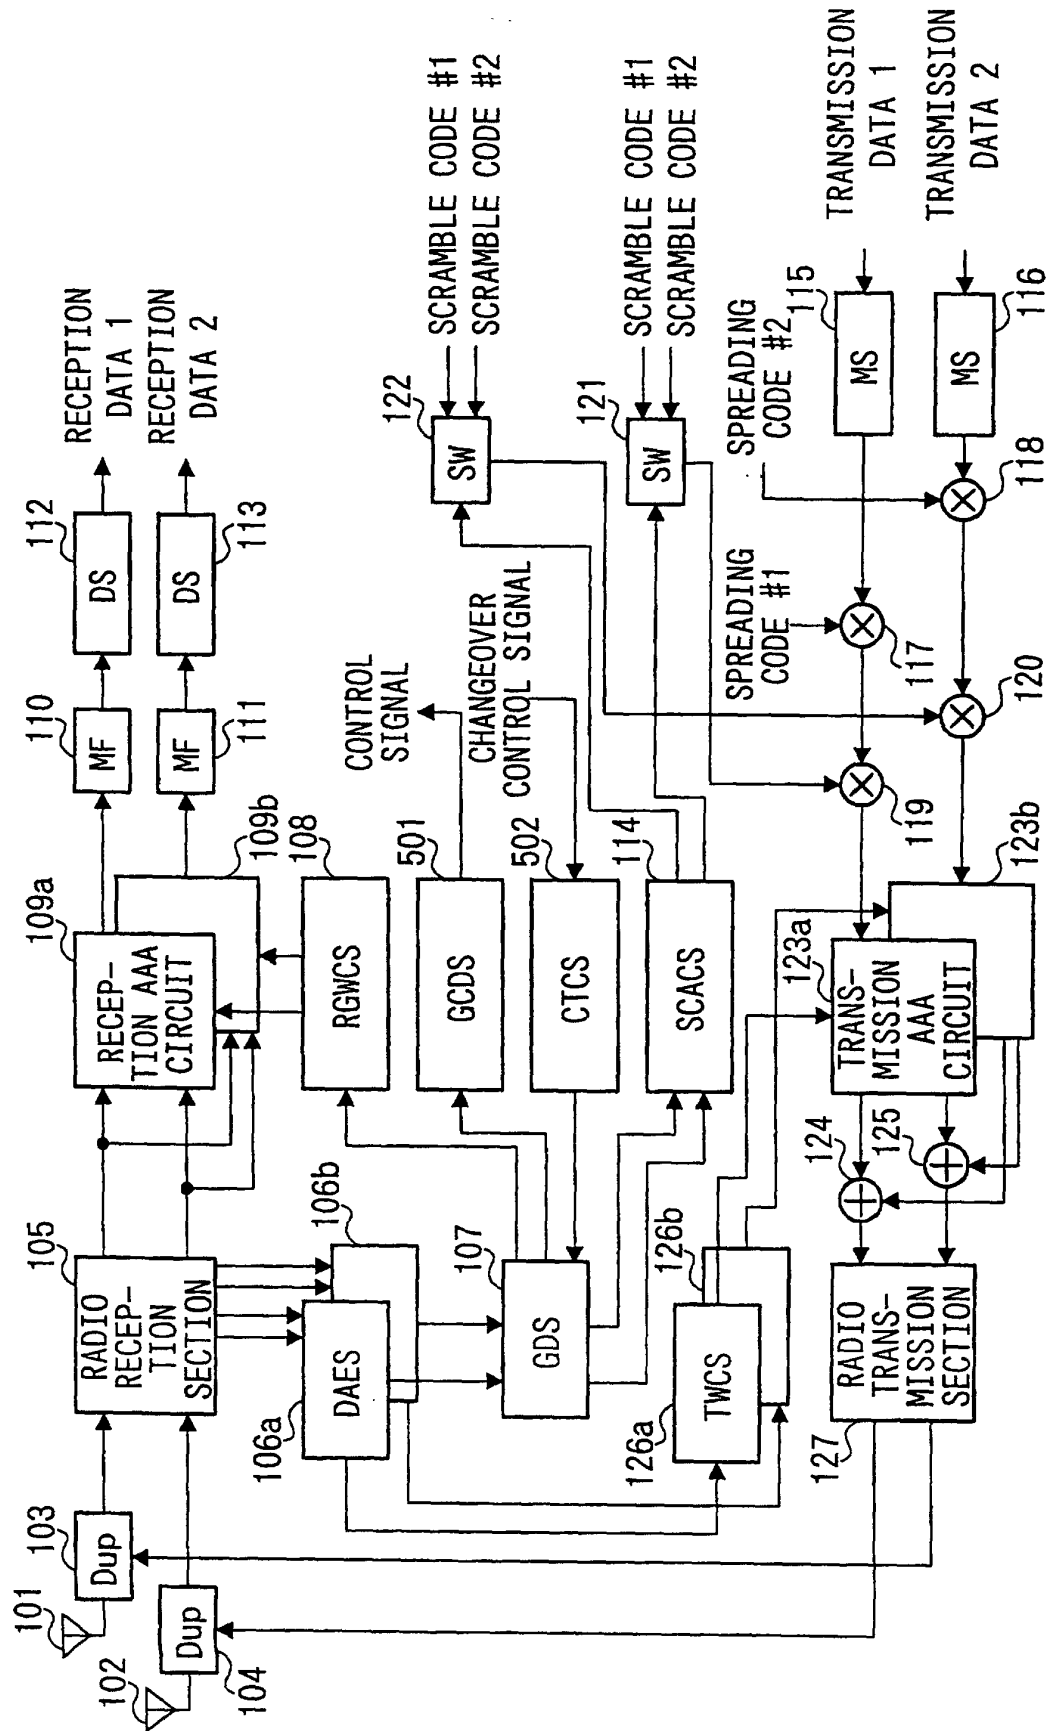 101
102
103
Dup
Dup
104
105
RADIO
RECEP-
TION
SECTION
109a
RECEP-
TION AAA
CIRCUIT
109b
110
MF
MF
111
112
DS
DS
113
RECEPTION
DATA 1
RECEPTION
DATA 2
106a
DAES
106b
107
GDS
108
RGWCS
501
GCDS
502
CTCS
114
SCACS
CONTROL
SIGNAL
CHANGEOVER
CONTROL SIGNAL
122
SW
SCRAMBLE CODE #1
SCRAMBLE CODE #2
121
SW
SCRAMBLE CODE #1
SCRAMBLE CODE #2
126a
TWCS
126b
127
RADIO
TRANS-
MISSION
SECTION
124
125
123a
TRANS-
MISSION
AAA
CIRCUIT
123b
119
120
SPREADING
CODE #1
117
118
SPREADING
CODE #2
115
MS
MS
116
TRANSMISSION
DATA 1
TRANSMISSION
DATA 2